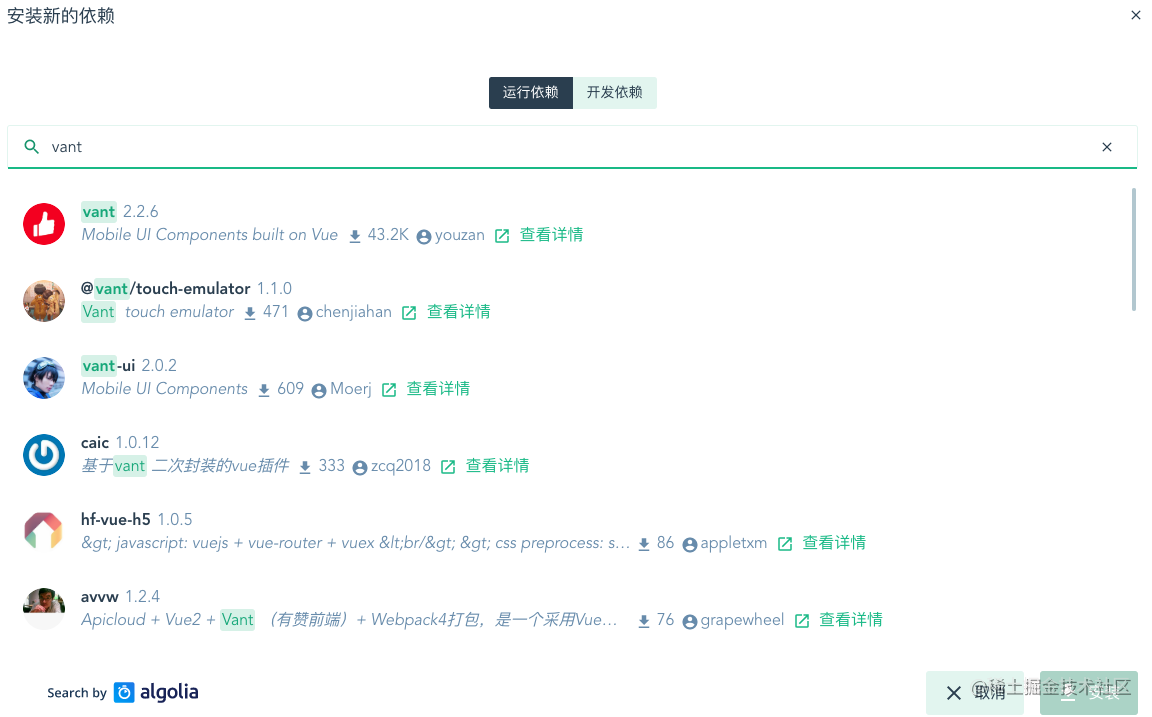 安装新的依赖
运行依赖 开发依赖
vant
vant 2.2.6
Mobile UI Components built on Vue 43.2K youzan 查看详情
@vant/touch-emulator 1.1.0
Vant touch emulator 471 chenjiahan 查看详情
vant-ui 2.0.2
Mobile UI Components 609 Moerj 查看详情
caic 1.0.12
基于vant 二次封装的vue插件 333 zcq2018 查看详情
hf-vue-h5 1.0.5
&gt; javascript: vuejs + vue-router + vuex &lt;br/&gt; &gt; css preprocess: s... 86 appletxm 查看详情
avvw 1.2.4
Apicloud + Vue2 + Vant （有赞前端）+ Webpack4打包，是一个采用Vue... 76 grapewheel 查看详情
Search by algolia
取消 安装
@稀土掘金技术社区